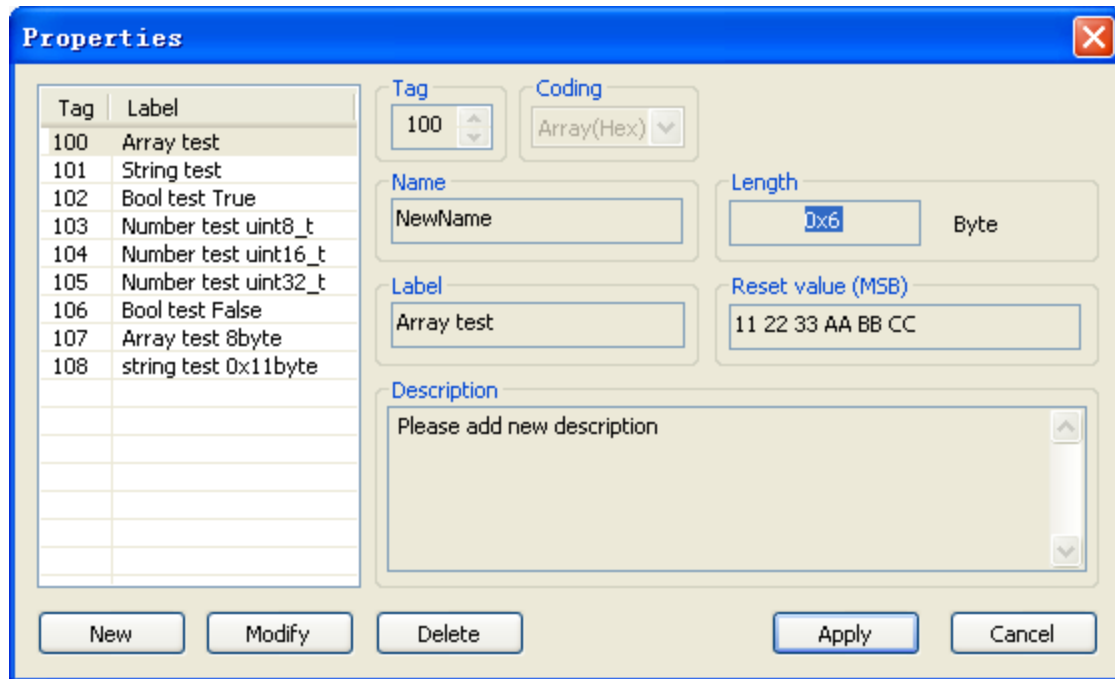 Properties
Tag Label
100 Array test
101 String test
102 Bool test True
103 Number test uint8_t
104 Number test uint16_t
105 Number test uint32_t
106 Bool test False
107 Array test 8byte
108 string test 0x11byte
Tag
100
Coding
Array(Hex)
Name
NewName
Length
0x6 Byte
Label
Array test
Reset value (MSB)
11 22 33 AA BB CC
Description
Please add new description
New Modify Delete Apply Cancel